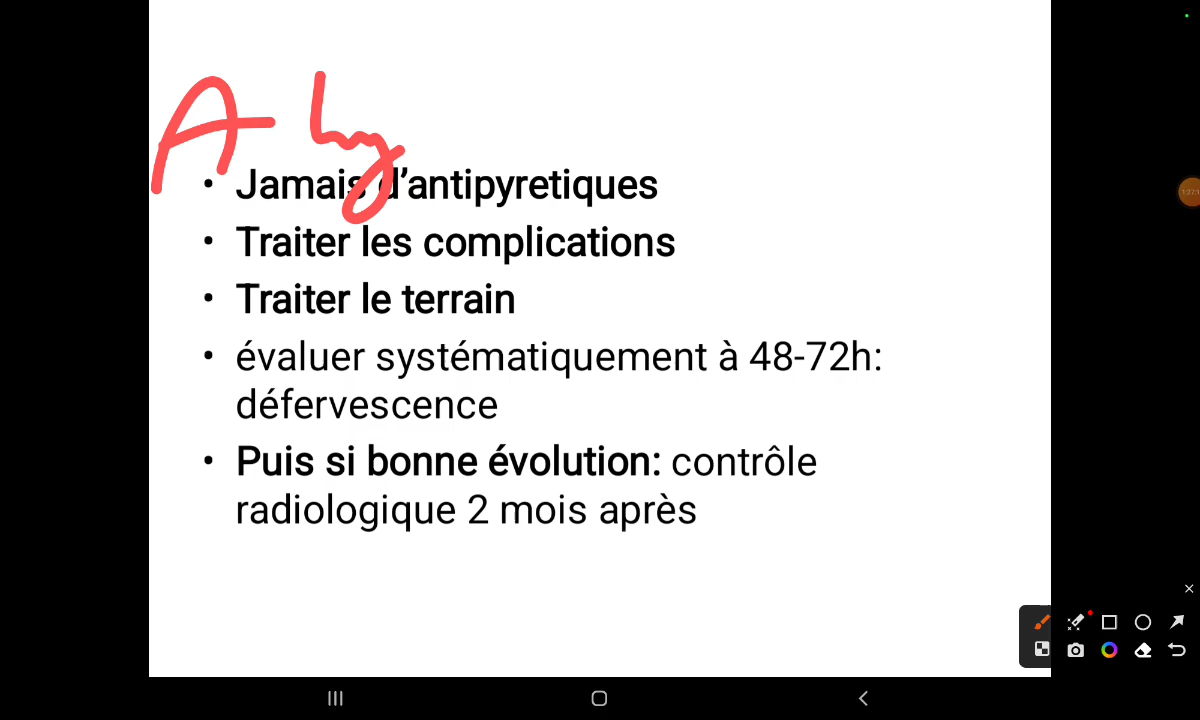 • Jamais d’antipyretiques
• Traiter les complications
• Traiter le terrain
• évaluer systématiquement à 48-72h:
défervescence
• Puis si bonne évolution: contrôle
radiologique 2 mois après